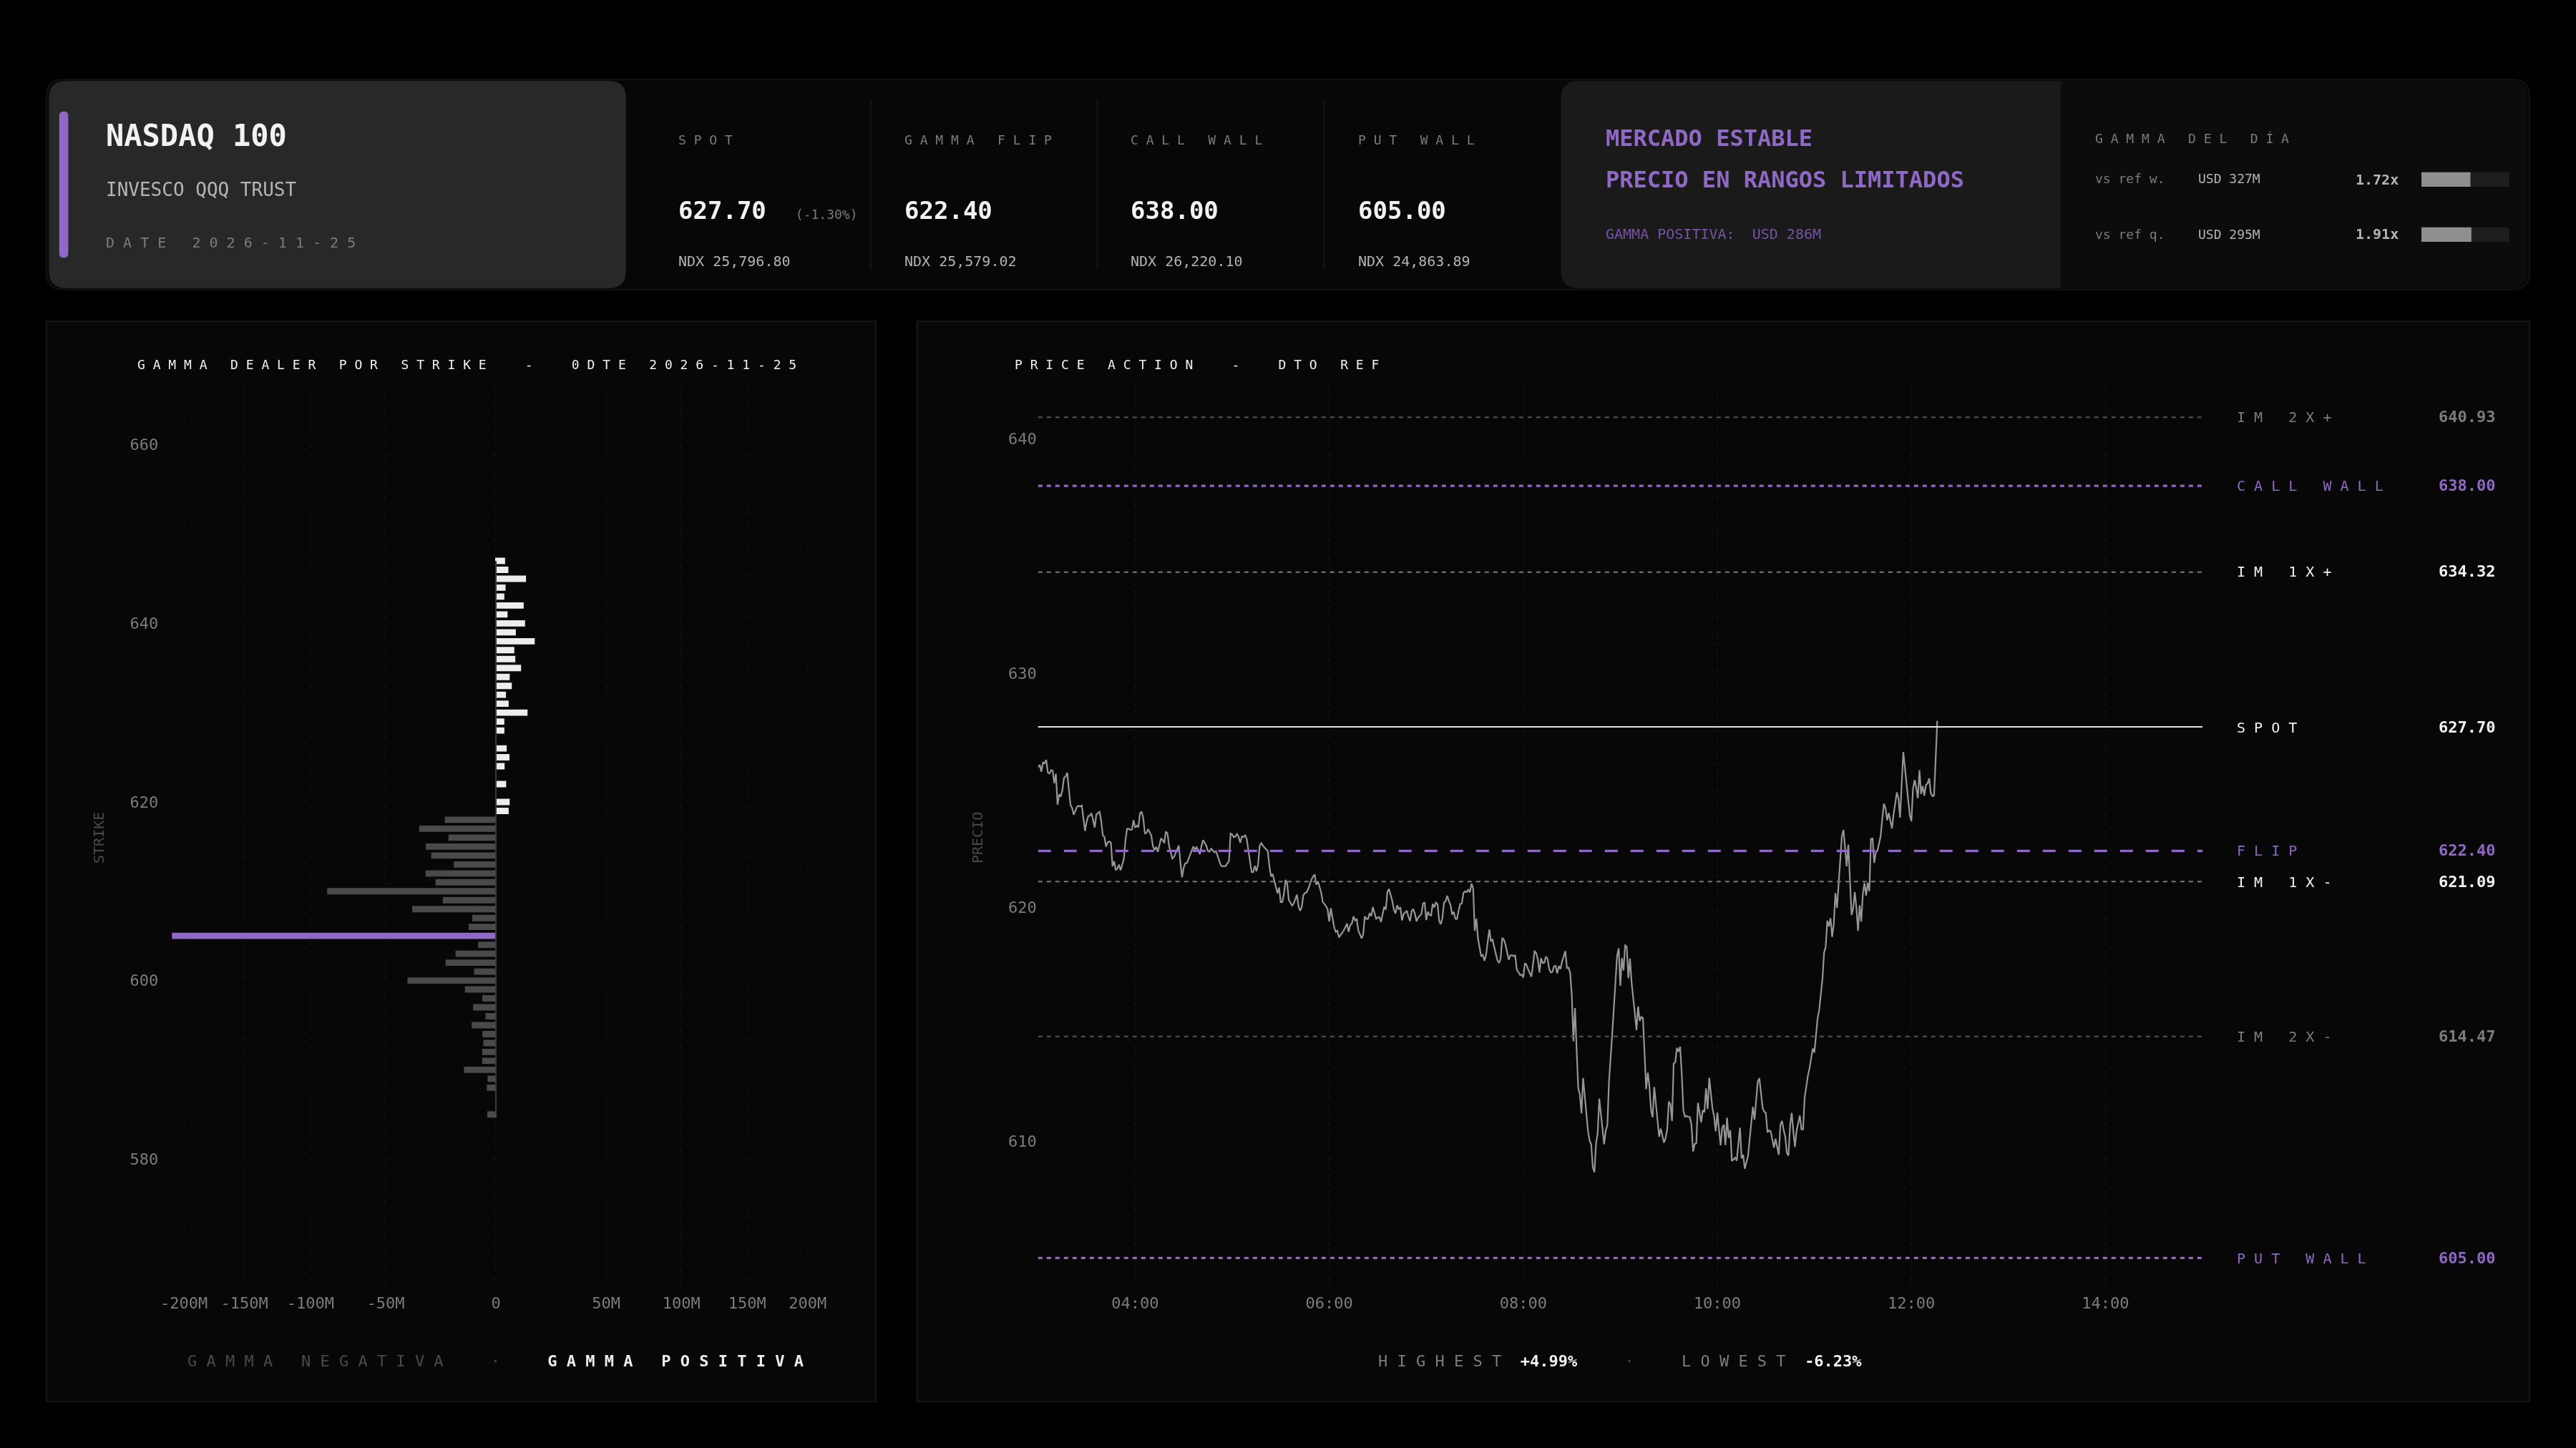 NASDAQ 100
INVESCO QQQ TRUST
DATE 2026-11-25
SPOT
627.70 (-1.30%)
NDX 25,796.80
GAMMA FLIP
622.40
NDX 25,579.02
CALL WALL
638.00
NDX 26,220.10
PUT WALL
605.00
NDX 24,863.89
MERCADO ESTABLE
PRECIO EN RANGOS LIMITADOS
GAMMA POSITIVA: USD 286M
GAMMA DEL DÍA
vs ref w. USD 327M 1.72x
vs ref q. USD 295M 1.91x
GAMMA DEALER POR STRIKE - 0DTE 2026-11-25
660
640
620
600
580
STRIKE
-200M -150M -100M -50M 0 50M 100M 150M 200M
GAMMA NEGATIVA · GAMMA POSITIVA
PRICE ACTION - DTO REF
640
630
620
610
PRECIO
IM 2X+ 640.93
CALL WALL 638.00
IM 1X+ 634.32
SPOT 627.70
FLIP 622.40
IM 1X- 621.09
IM 2X- 614.47
PUT WALL 605.00
04:00 06:00 08:00 10:00 12:00 14:00
HIGHEST +4.99% · LOWEST -6.23%